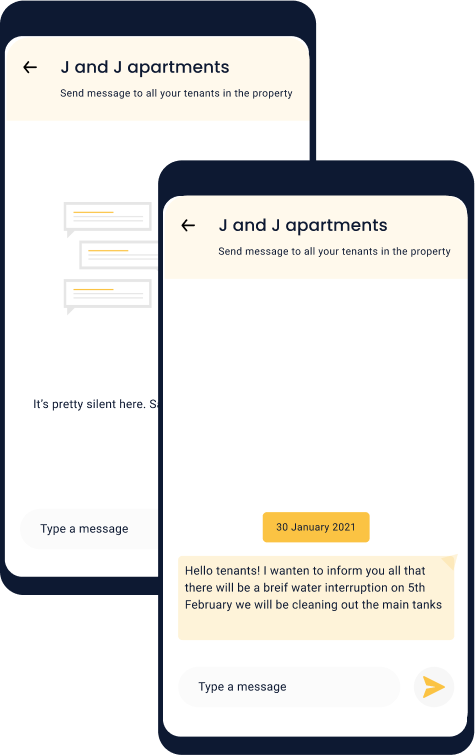 J and J apartments
Send message to all your tenants in the property
It's pretty silent here.
Type a message
J and J apartments
Send message to all your tenants in the property
30 January 2021
Hello tenants! I wanten to inform you all that
there will be a breif water interruption on 5th
February we will be cleaning out the main tanks
Type a message